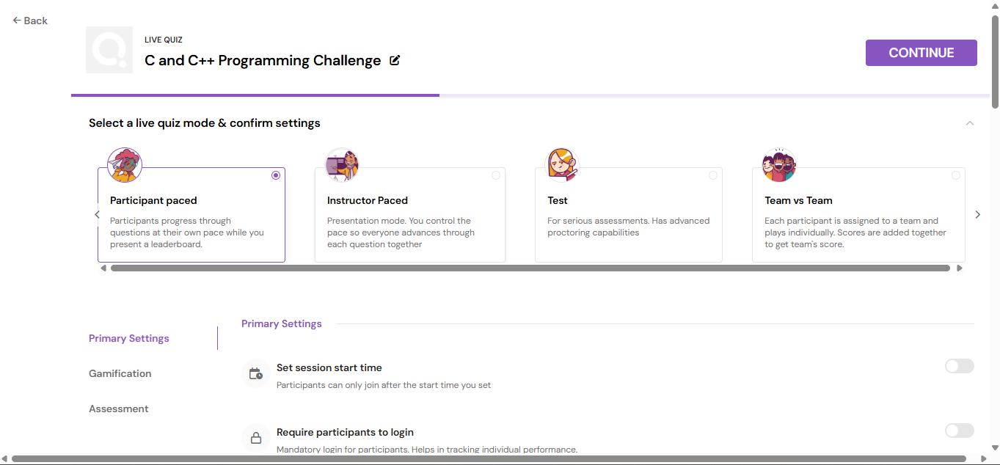 Back
LIVE QUIZ
C and C++ Programming Challenge
CONTINUE
Select a live quiz mode & confirm settings
Participant paced
Participants progress through
questions at their own pace while you
present a leaderboard.
Instructor Paced
Presentation mode. You control the
pace so everyone advances through
each question together
Test
For serious assessments. Has advanced
proctoring capabilities
Team vs Team
Each participant is assigned to a team and
plays individually. Scores are added together
to get team's score.
Primary Settings
Gamification
Assessment
Primary Settings
Set session start time
Participants can only join after the start time you set
Require participants to login
Mandatory login for participants. Helps in tracking individual performance.